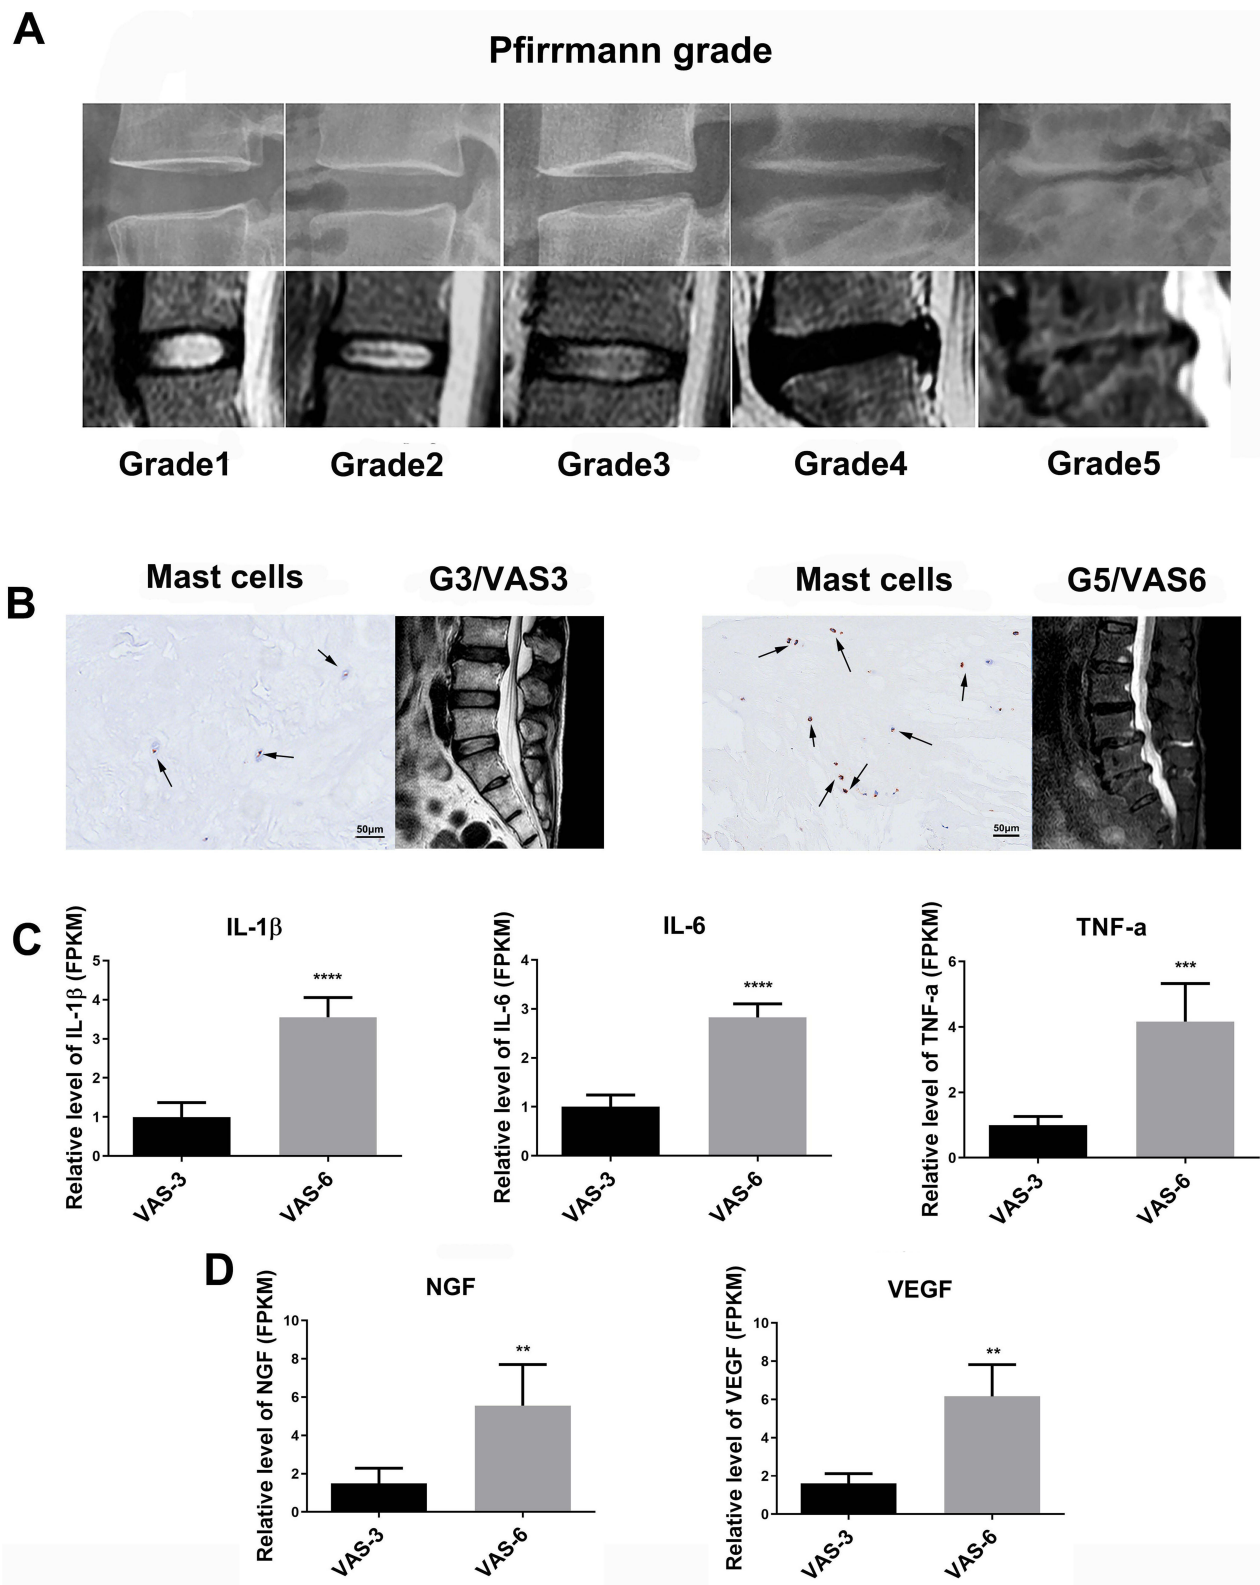 A
Pfirrmann grade
Grade1
Grade2
Grade3
Grade4
Grade5
B
Mast cells
G3/VAS3
Mast cells
G5/VAS6
50μm
50μm
C
IL-1β
Relative level of IL-1β (FPKM)
5
4
3
2
1
0
****
VAS-3
VAS-6
IL-6
Relative level of IL-6 (FPKM)
4
3
2
1
0
****
VAS-3
VAS-6
TNF-a
Relative level of TNF-a (FPKM)
6
4
2
0
***
VAS-3
VAS-6
D
NGF
Relative level of NGF (FPKM)
10
8
6
4
2
0
**
VAS-3
VAS-6
VEGF
Relative level of VEGF (FPKM)
10
8
6
4
2
0
**
VAS-3
VAS-6